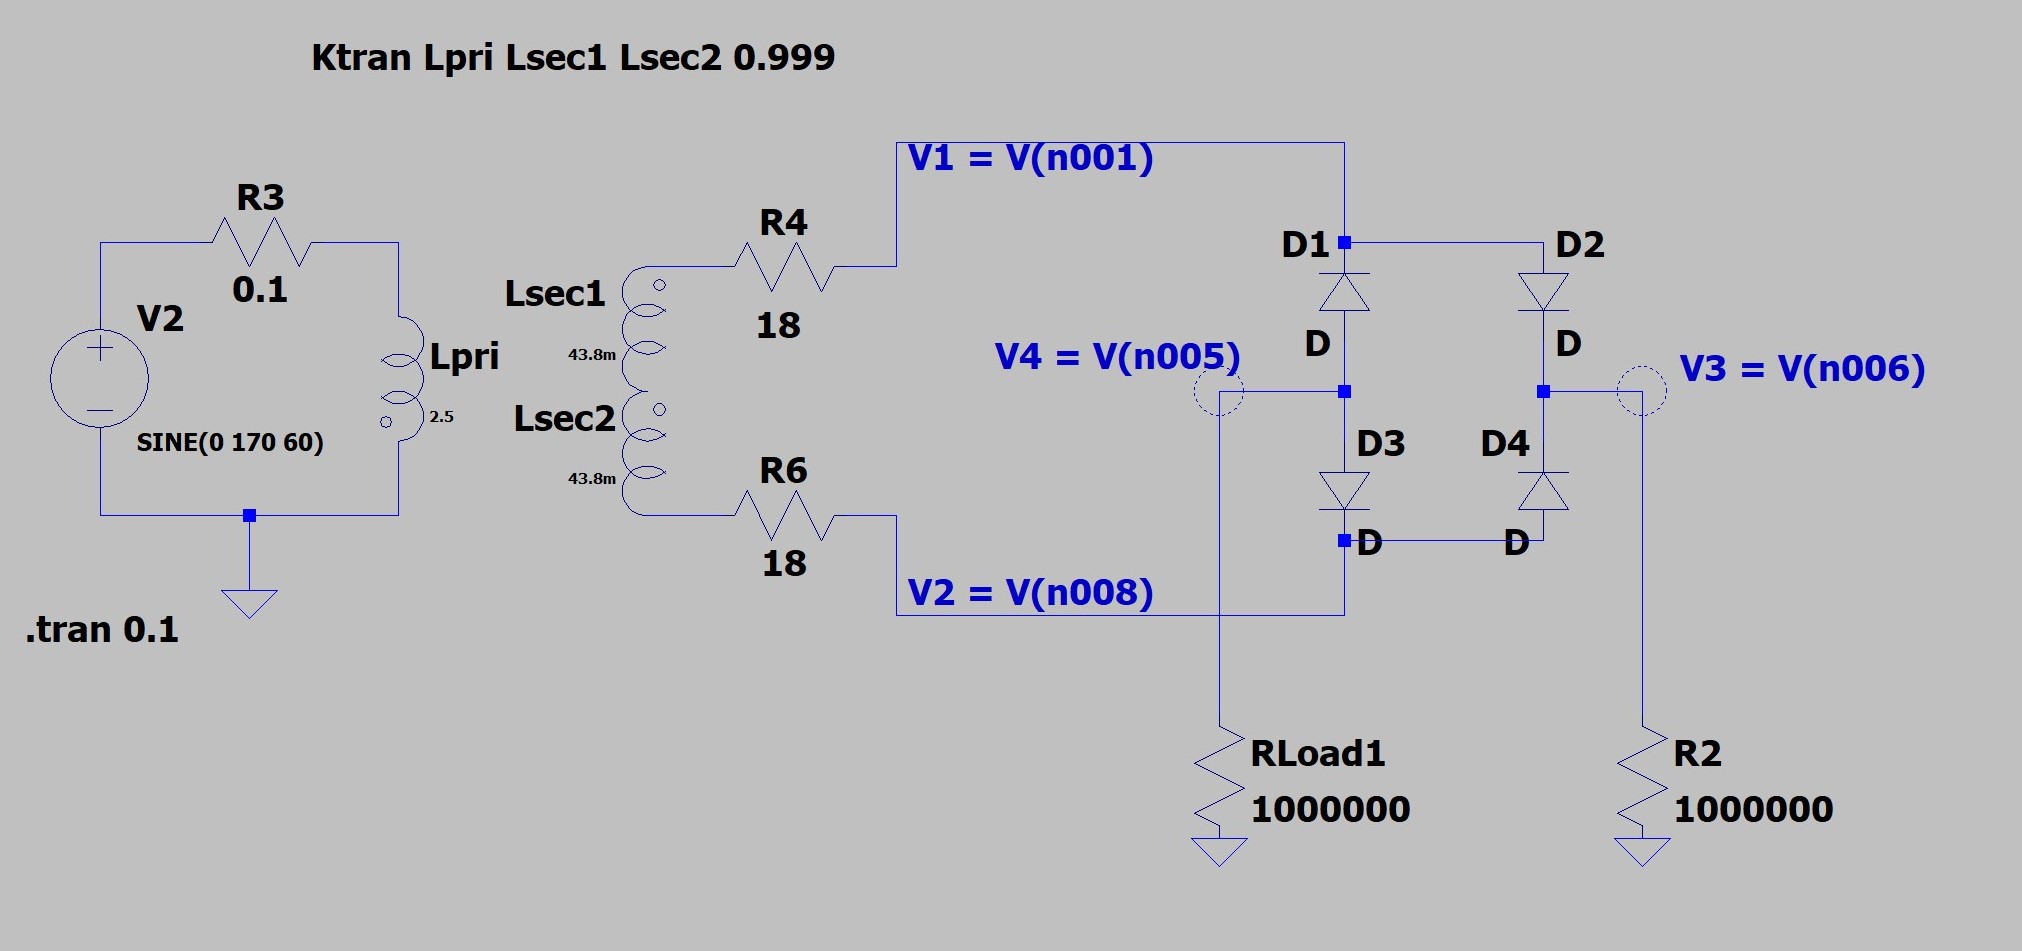 Ktran Lpri Lsec1 Lsec2 0.999
V1 = V(n001)
R3
0.1
R4
18
D1
D
D2
D
V2
SINE(0 170 60)
Lpri
2.5
Lsec1
43.8m
Lsec2
43.8m
V4 = V(n005)
V3 = V(n006)
D3
D
D4
D
R6
18
V2 = V(n008)
.tran 0.1
RLoad1
1000000
R2
1000000